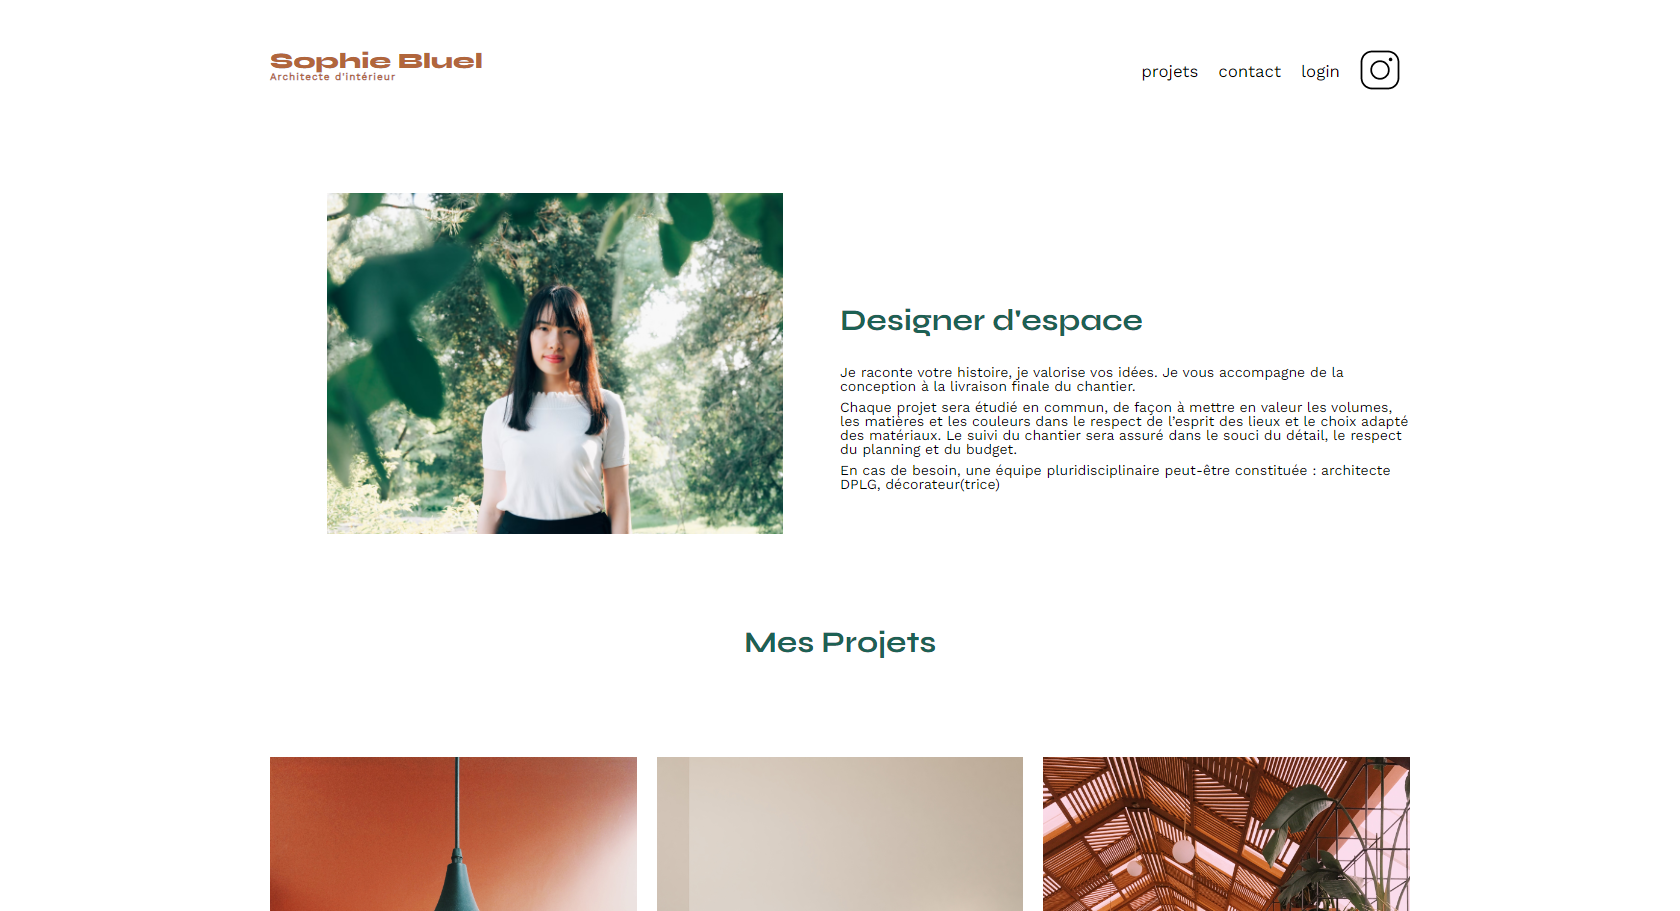 Sophie Bluel
Architecte d'intérieur
projets contact login
Designer d'espace
Je raconte votre histoire, je valorise vos idées. Je vous accompagne de la
conception à la livraison finale du chantier.
Chaque projet sera étudié en commun, de façon à mettre en valeur les volumes,
les matières et les couleurs dans le respect de l’esprit des lieux et le choix adapté
des matériaux. Le suivi du chantier sera assuré dans le souci du détail, le respect
du planning et du budget.
En cas de besoin, une équipe pluridisciplinaire peut-être constituée : architecte
DPLG, décorateur(trice)
Mes Projets